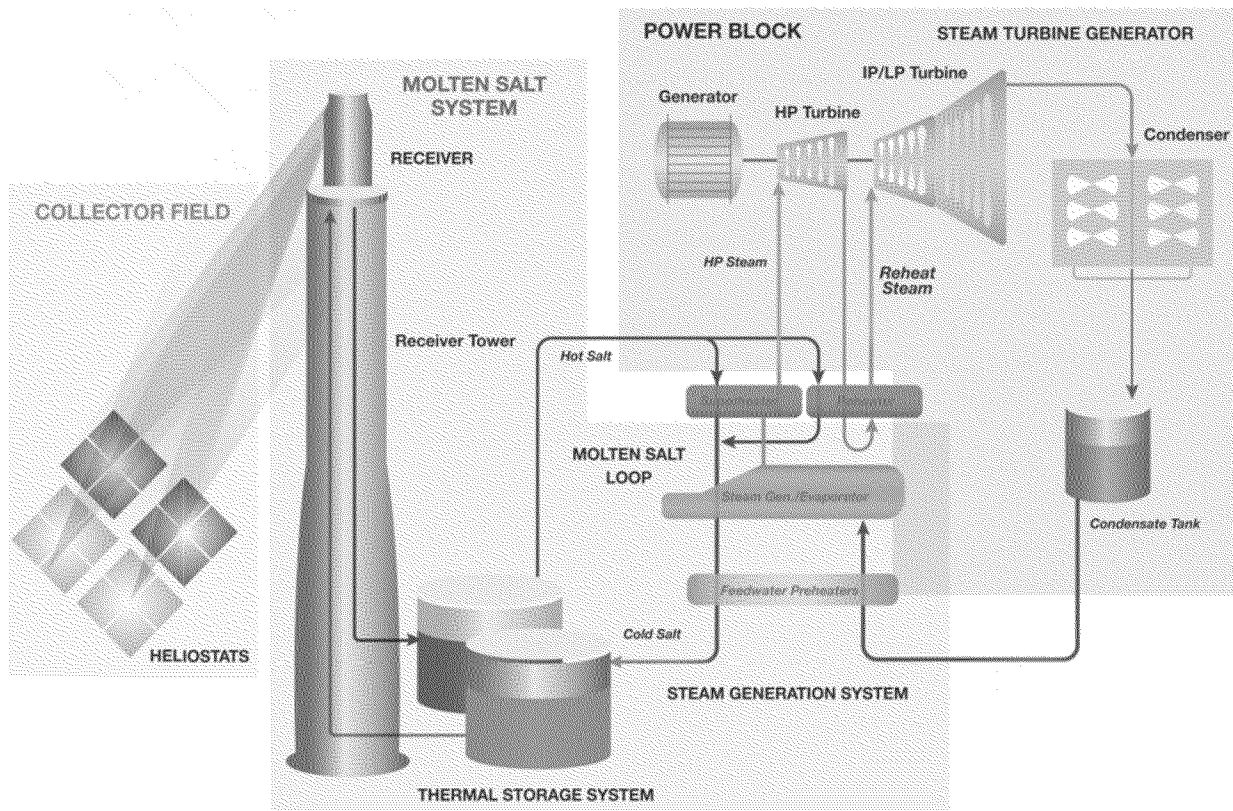 POWER BLOCK
STEAM TURBINE GENERATOR
IP/LP Turbine
MOLTEN SALT
SYSTEM
Generator
HP Turbine
Condenser
RECEIVER
COLLECTOR FIELD
HP Steam
Reheat
Steam
Receiver Tower
Hot Salt
Superheater
Reheater
MOLTEN SALT
LOOP
Steam Gen./Evaporator
Condensate Tank
Feedwater Preheaters
Cold Salt
HELIOSTATS
STEAM GENERATION SYSTEM
THERMAL STORAGE SYSTEM